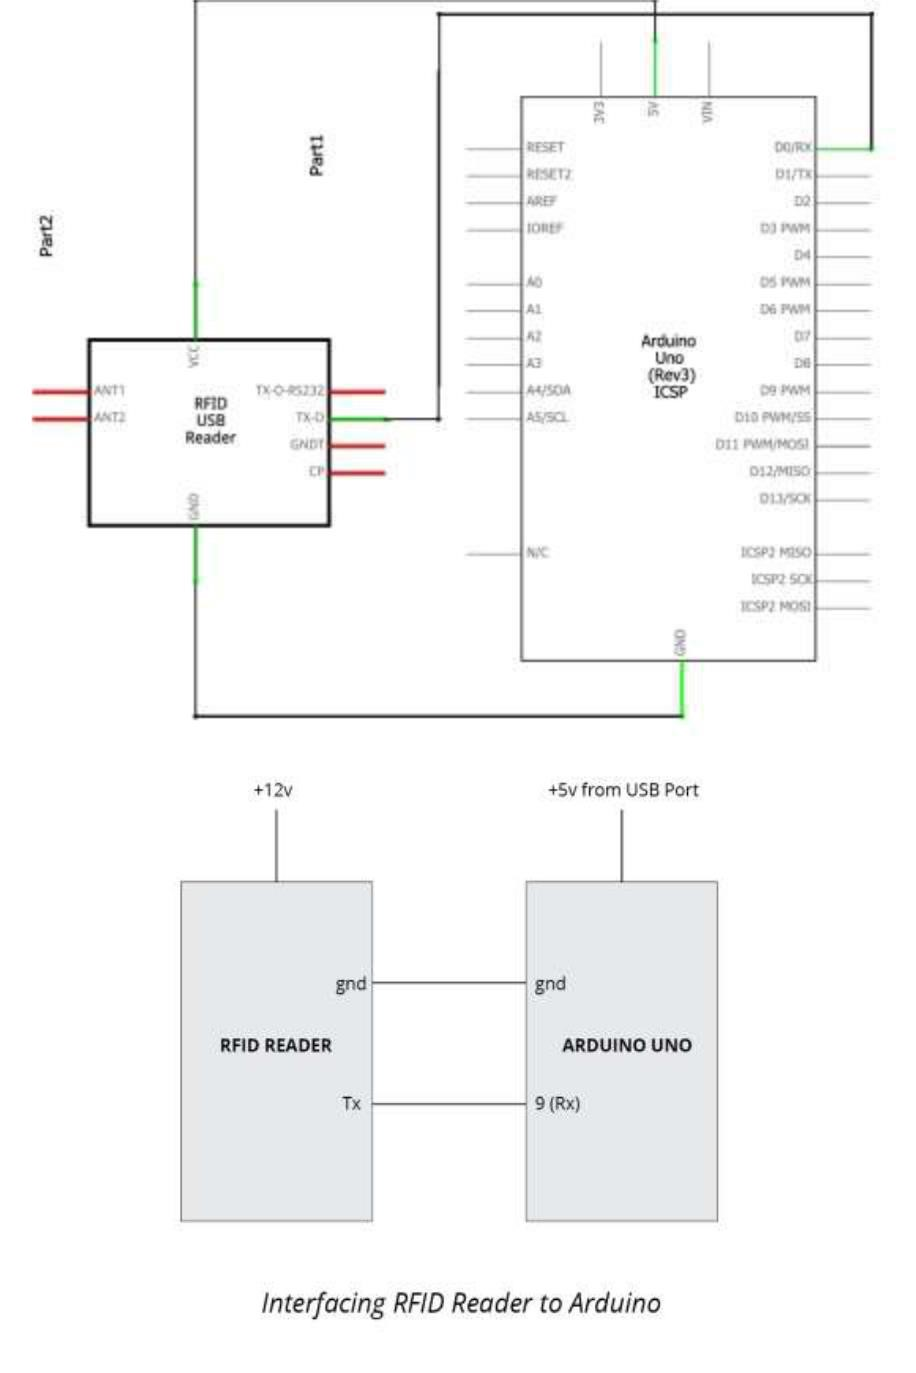 Part2
Part1
VCC
ANT1
ANT2
RFID
USB
Reader
TX-O-RS232
TX-O
GNDT
CP
GND
3V3
5V
VIN
RESET
RESET2
AREF
IOREF
A0
A1
A2
A3
A4/SDA
A5/SCL
N/C
Arduino
Uno
(Rev3)
ICSP
D0/RX
D1/TX
D2
D3 PWM
D4
D5 PWM
D6 PWM
D7
D8
D9 PWM
D10 PWM/SS
D11 PWM/MOSI
D12/MISO
D13/SCK
ICSP2 MISO
ICSP2 SCK
ICSP2 MOSI
GND
+12v
+5v from USB Port
gnd
gnd
RFID READER
ARDUINO UNO
Tx
9 (Rx)
Interfacing RFID Reader to Arduino